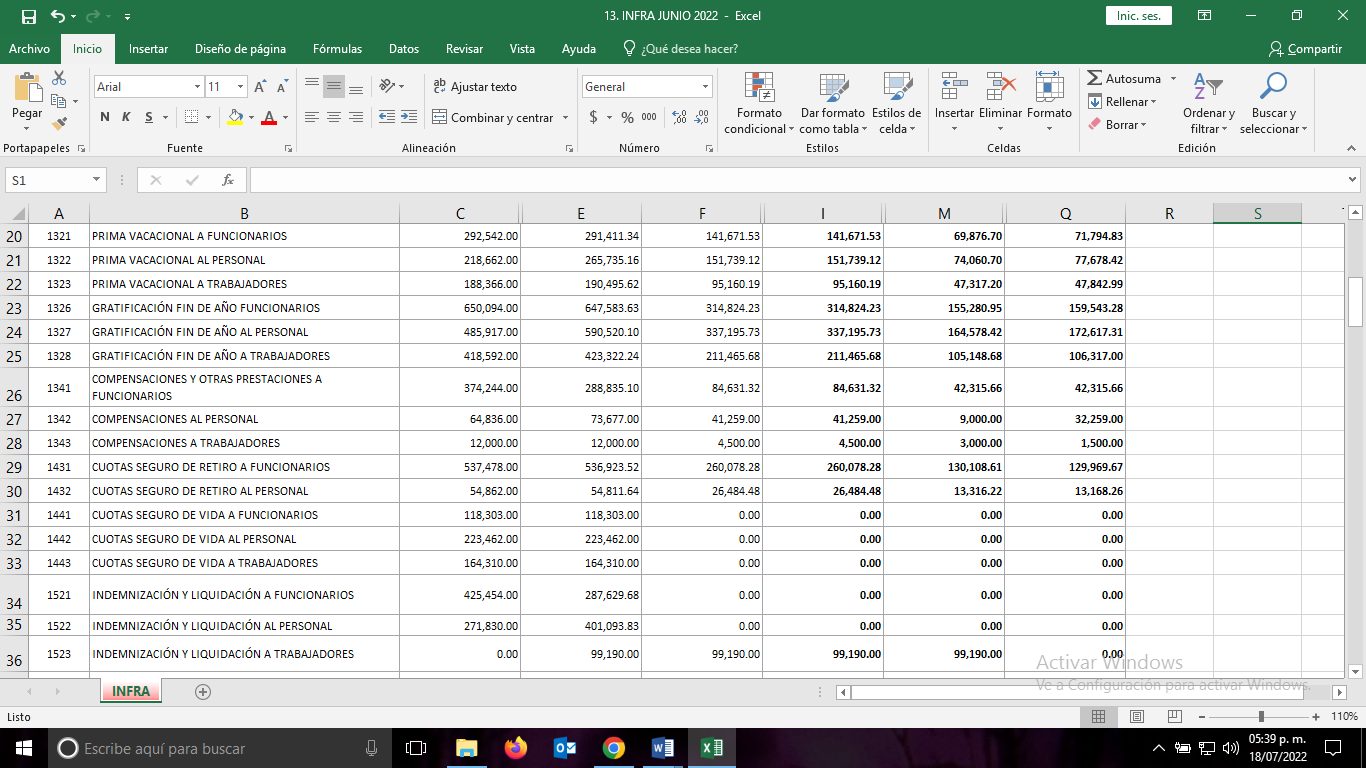 13. INFRA JUNIO 2022 - Excel
Inic. ses.
Archivo Inicio Insertar Diseño de página Fórmulas Datos Revisar Vista Ayuda ¿Qué desea hacer? Compartir
Pegar
Arial 11
Ajustar texto
General
Formato condicional
Dar formato como tabla
Estilos de celda
Insertar Eliminar Formato
Autosuma
Rellenar
Borrar
Ordenar y filtrar
Buscar y seleccionar
N K S
Combinar y centrar
$ % 000
Portapapeles Fuente Alineación Número Estilos Celdas Edición
S1 fx
A B C E F I M Q R S
20 1321 PRIMA VACACIONAL A FUNCIONARIOS 292,542.00 291,411.34 141,671.53 141,671.53 69,876.70 71,794.83
21 1322 PRIMA VACACIONAL AL PERSONAL 218,662.00 265,735.16 151,739.12 151,739.12 74,060.70 77,678.42
22 1323 PRIMA VACACIONAL A TRABAJADORES 188,366.00 190,495.62 95,160.19 95,160.19 47,317.20 47,842.99
23 1326 GRATIFICACIÓN FIN DE AÑO FUNCIONARIOS 650,094.00 647,583.63 314,824.23 314,824.23 155,280.95 159,543.28
24 1327 GRATIFICACIÓN FIN DE AÑO AL PERSONAL 485,917.00 590,520.10 337,195.73 337,195.73 164,578.42 172,617.31
25 1328 GRATIFICACIÓN FIN DE AÑO A TRABAJADORES 418,592.00 423,322.24 211,465.68 211,465.68 105,148.68 106,317.00
26 1341 COMPENSACIONES Y OTRAS PRESTACIONES A
FUNCIONARIOS 374,244.00 288,835.10 84,631.32 84,631.32 42,315.66 42,315.66
27 1342 COMPENSACIONES AL PERSONAL 64,836.00 73,677.00 41,259.00 41,259.00 9,000.00 32,259.00
28 1343 COMPENSACIONES A TRABAJADORES 12,000.00 12,000.00 4,500.00 4,500.00 3,000.00 1,500.00
29 1431 CUOTAS SEGURO DE RETIRO A FUNCIONARIOS 537,478.00 536,923.52 260,078.28 260,078.28 130,108.61 129,969.67
30 1432 CUOTAS SEGURO DE RETIRO AL PERSONAL 54,862.00 54,811.64 26,484.48 26,484.48 13,316.22 13,168.26
31 1441 CUOTAS SEGURO DE VIDA A FUNCIONARIOS 118,303.00 118,303.00 0.00 0.00 0.00 0.00
32 1442 CUOTAS SEGURO DE VIDA AL PERSONAL 223,462.00 223,462.00 0.00 0.00 0.00 0.00
33 1443 CUOTAS SEGURO DE VIDA A TRABAJADORES 164,310.00 164,310.00 0.00 0.00 0.00 0.00
34 1521 INDEMNIZACIÓN Y LIQUIDACIÓN A FUNCIONARIOS 425,454.00 287,629.68 0.00 0.00 0.00 0.00
35 1522 INDEMNIZACIÓN Y LIQUIDACIÓN AL PERSONAL 271,830.00 401,093.83 0.00 0.00 0.00 0.00
36 1523 INDEMNIZACIÓN Y LIQUIDACIÓN A TRABAJADORES 0.00 99,190.00 99,190.00 99,190.00 99,190.00 0.00
Activar Windows
Ve a Configuración para activar Windows.
INFRA
Listo 110%
Escribe aquí para buscar
05:39 p. m.
18/07/2022